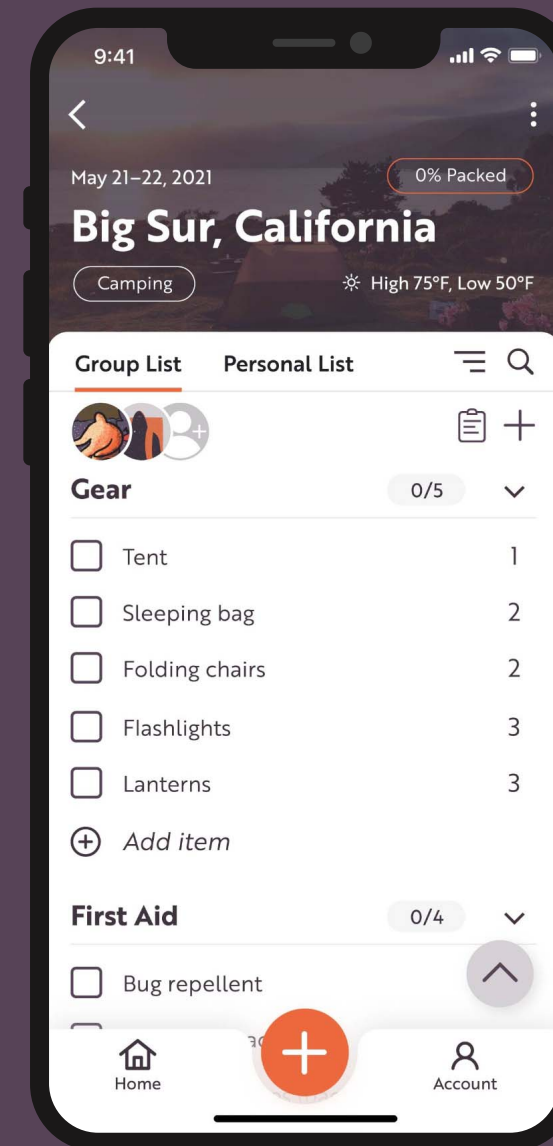 9:41
May 21–22, 2021
0% Packed
Big Sur, California
Camping
High 75°F, Low 50°F
Group List Personal List
Gear 0/5
Tent 1
Sleeping bag 2
Folding chairs 2
Flashlights 3
Lanterns 3
Add item
First Aid 0/4
Bug repellent
Home Account